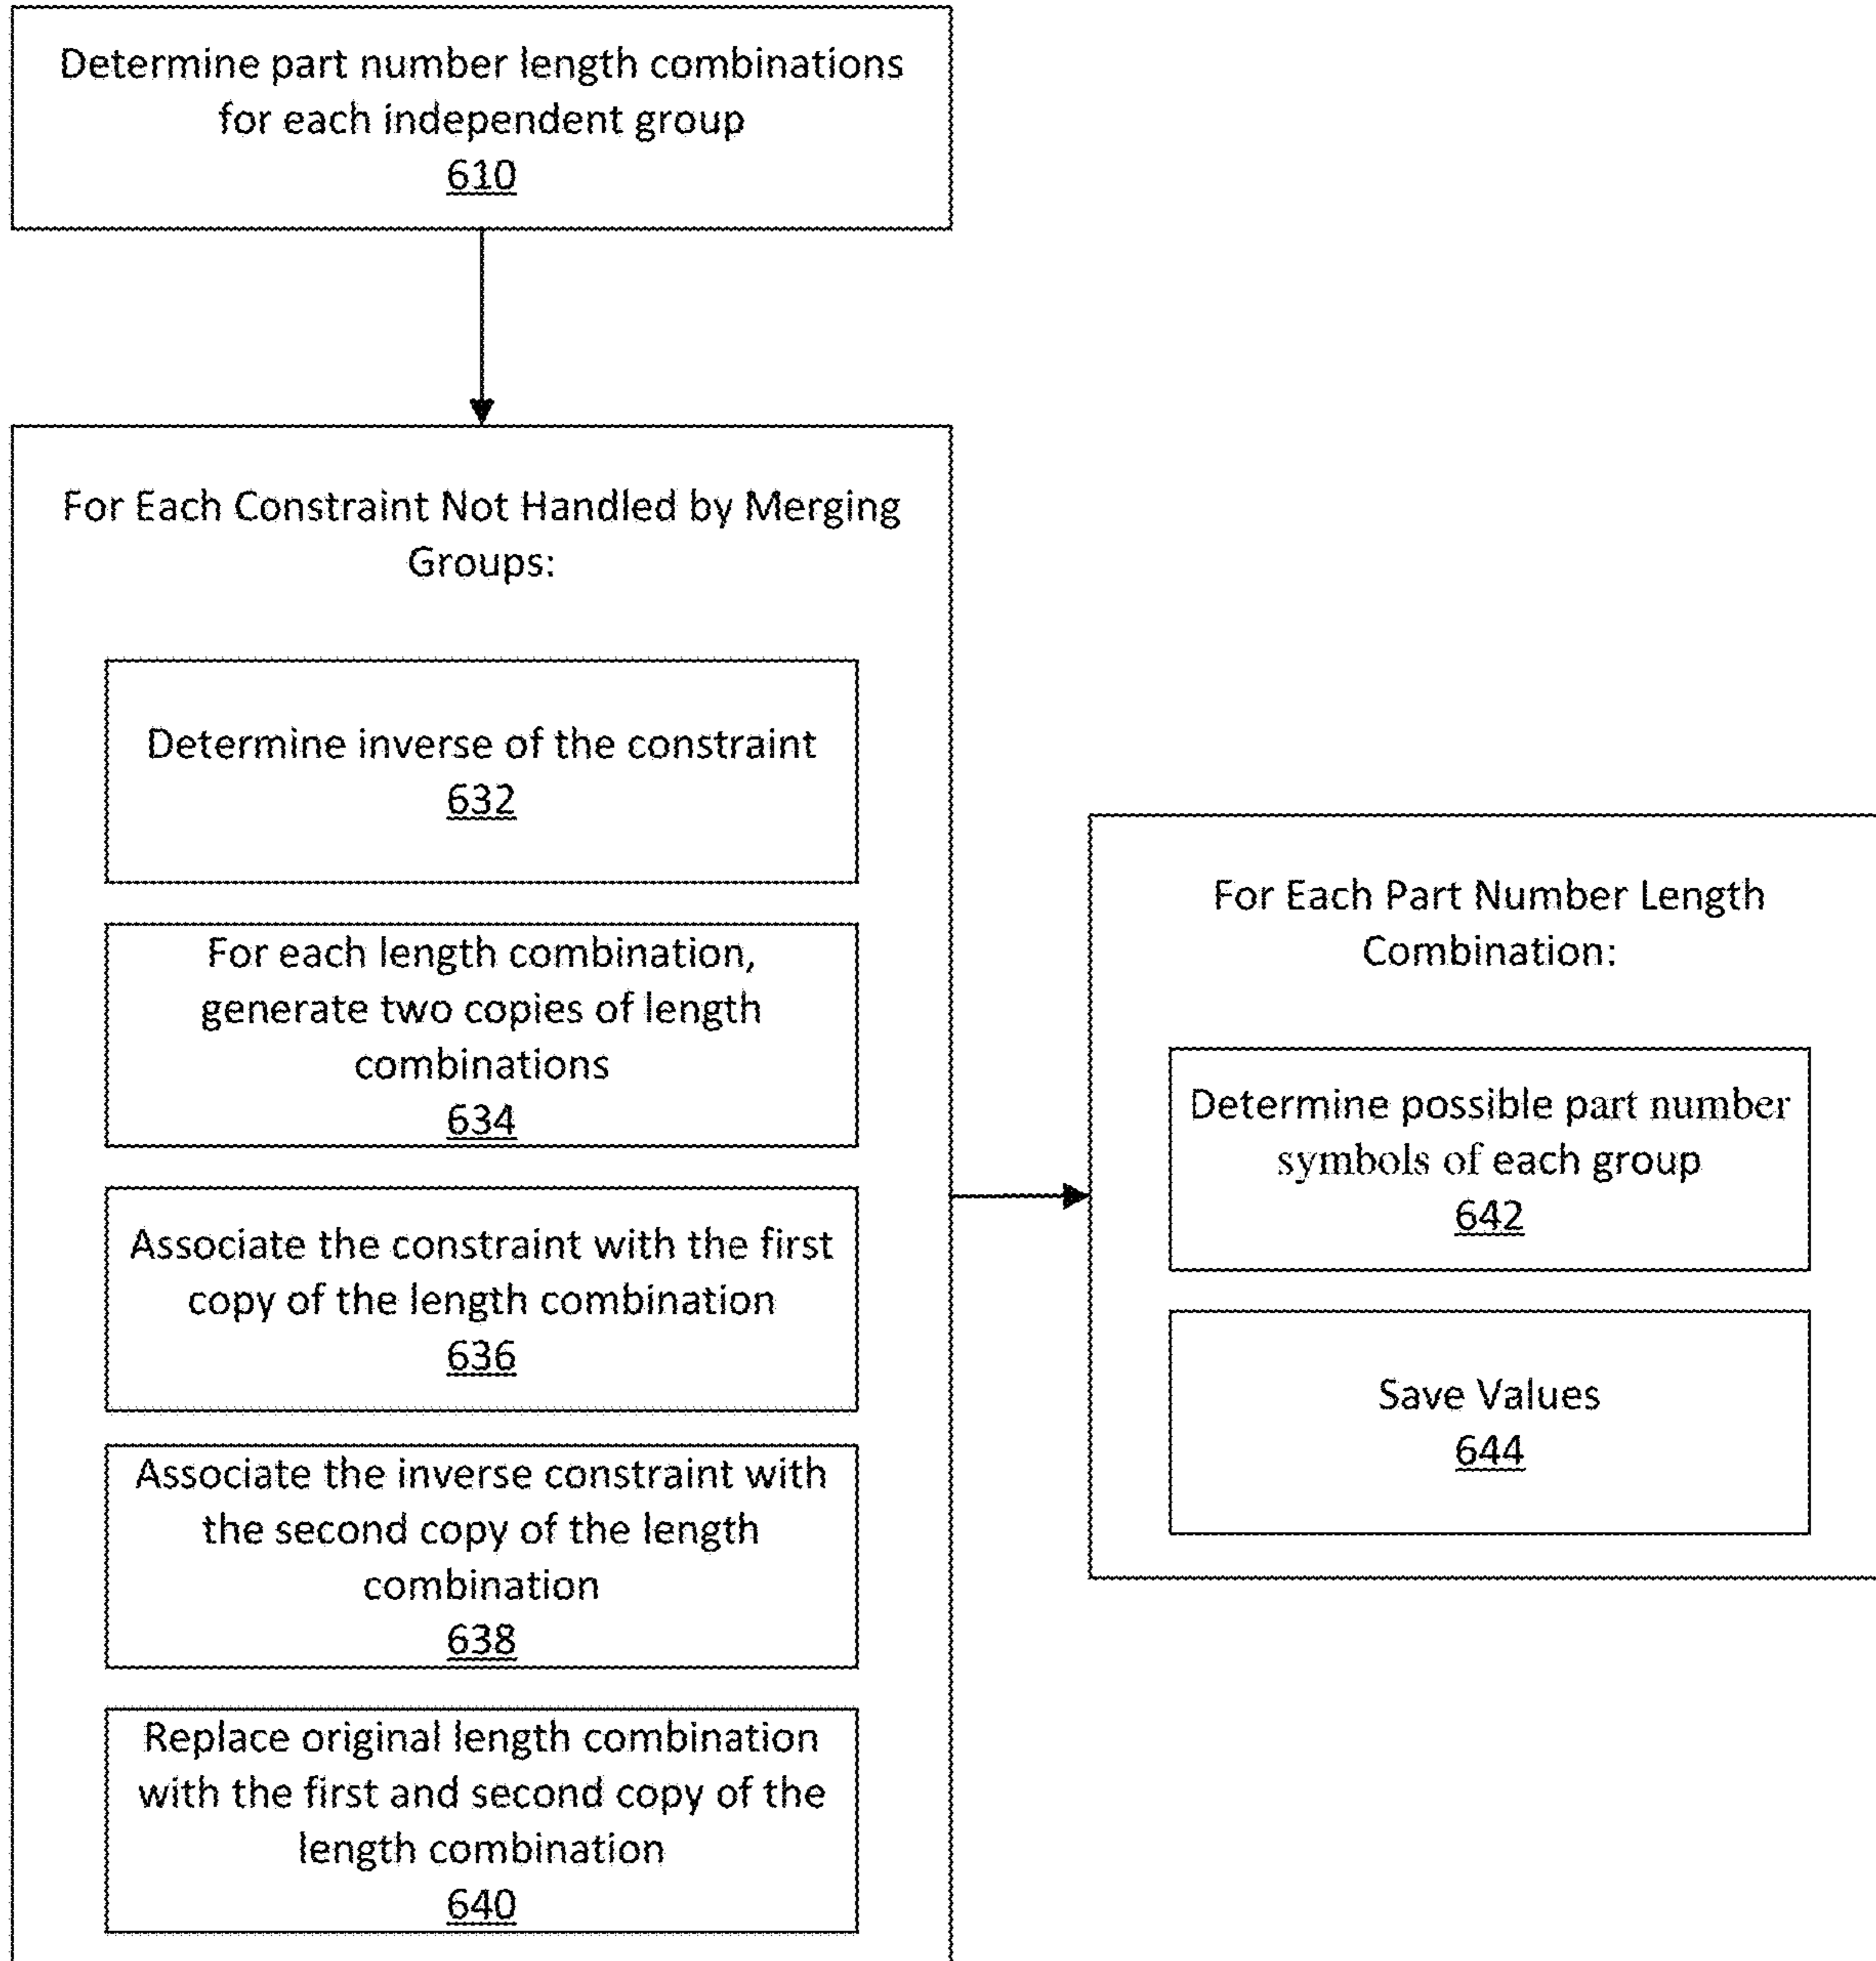 Determine part number length combinations
for each independent group
610
For Each Constraint Not Handled by Merging
Groups:
Determine inverse of the constraint
632
For each length combination,
generate two copies of length
combinations
634
Associate the constraint with the first
copy of the length combination
636
Associate the inverse constraint with
the second copy of the length
combination
638
Replace original length combination
with the first and second copy of the
length combination
640
For Each Part Number Length
Combination:
Determine possible part number
symbols of each group
642
Save Values
644